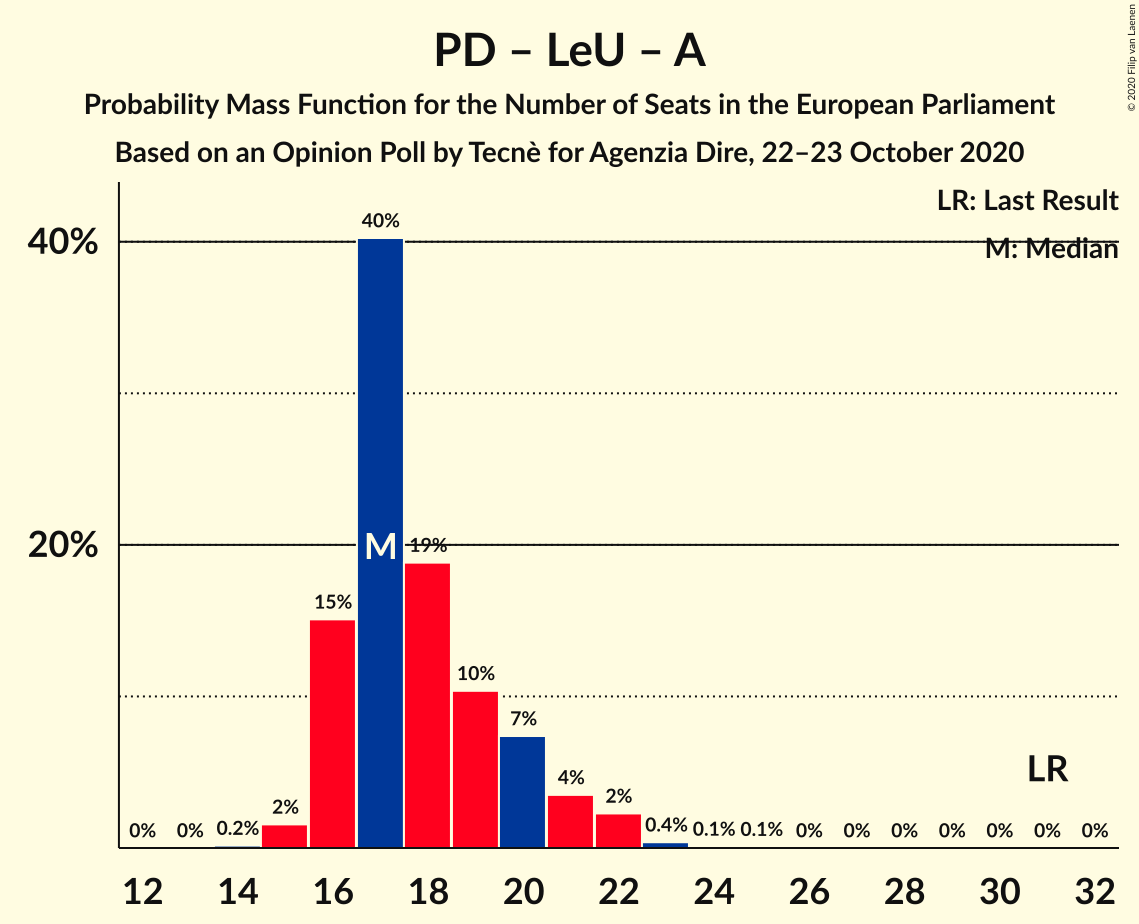 PD – LeU – A
Probability Mass Function for the Number of Seats in the European Parliament
Based on an Opinion Poll by Tecnè for Agenzia Dire, 22–23 October 2020
© 2020 Filip van Laenen
LR: Last Result
M: Median
40%
20%
0% 0% 0.2% 2% 15% 40% 19% 10% 7% 4% 2% 0.4% 0.1% 0.1% 0% 0% 0% 0% 0% 0% 0%
M
LR
12 14 16 18 20 22 24 26 28 30 32